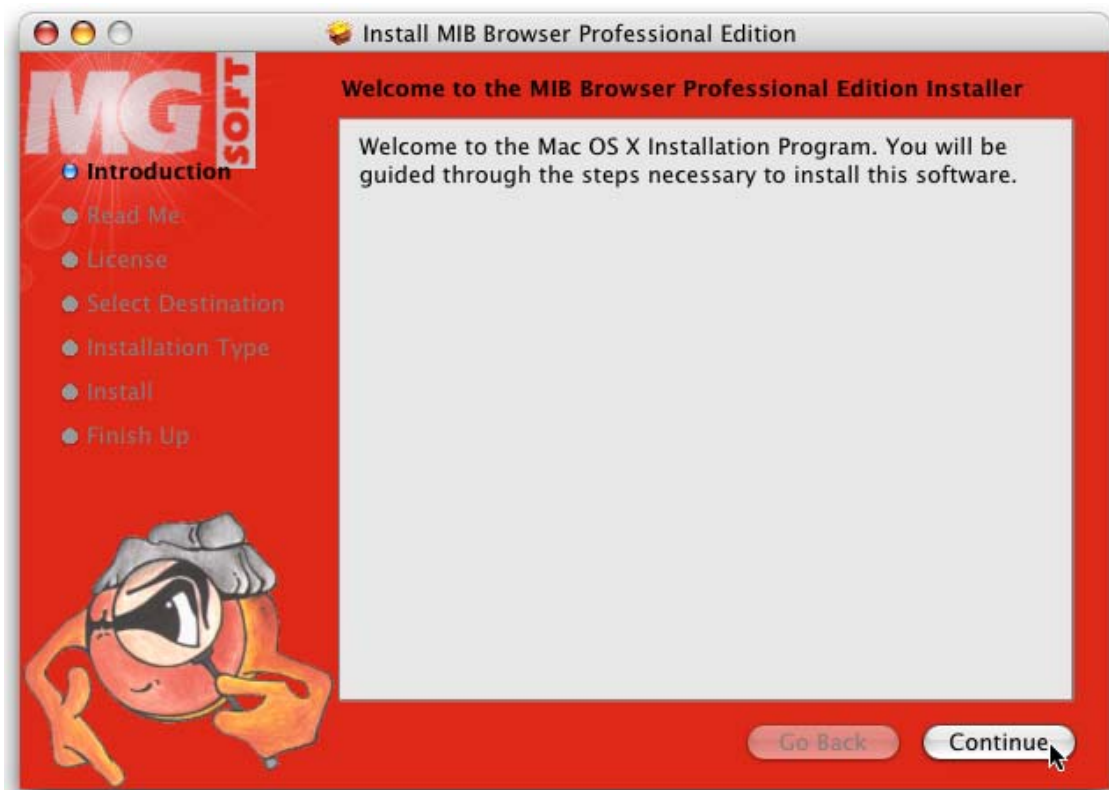 Install MIB Browser Professional Edition
MG
SOFT
Welcome to the MIB Browser Professional Edition Installer
Introduction
Read Me
License
Select Destination
Installation Type
Install
Finish Up
Welcome to the Mac OS X Installation Program. You will be
guided through the steps necessary to install this software.
Go Back
Continue